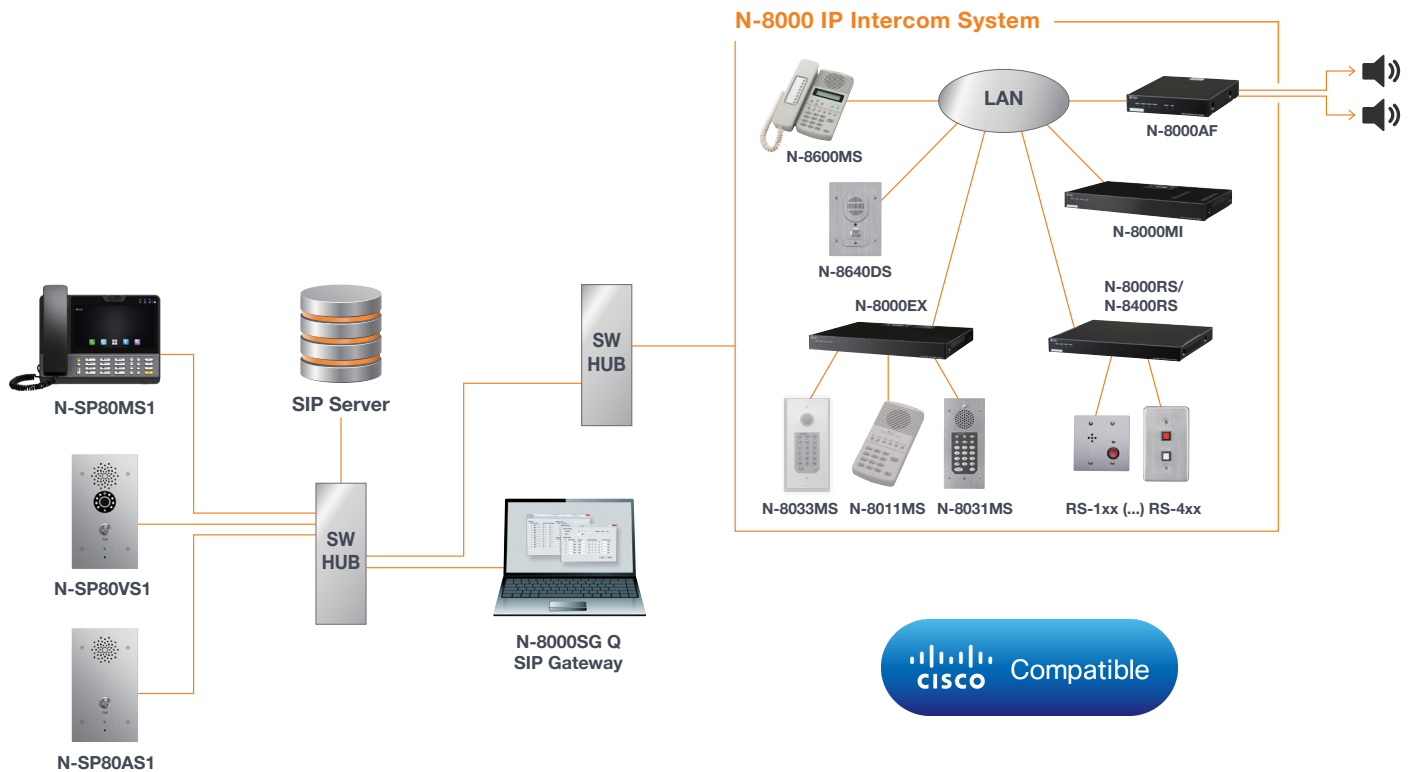 N-8000 IP Intercom System
LAN
N-8600MS
N-8000AF
N-8640DS
N-8000MI
N-8000EX
N-8000RS/
N-8400RS
N-8033MS
N-8011MS
N-8031MS
RS-1xx (...) RS-4xx
SW
HUB
SIP Server
N-SP80MS1
N-SP80VS1
SW
HUB
N-8000SG Q
SIP Gateway
N-SP80AS1
CISCO
Compatible